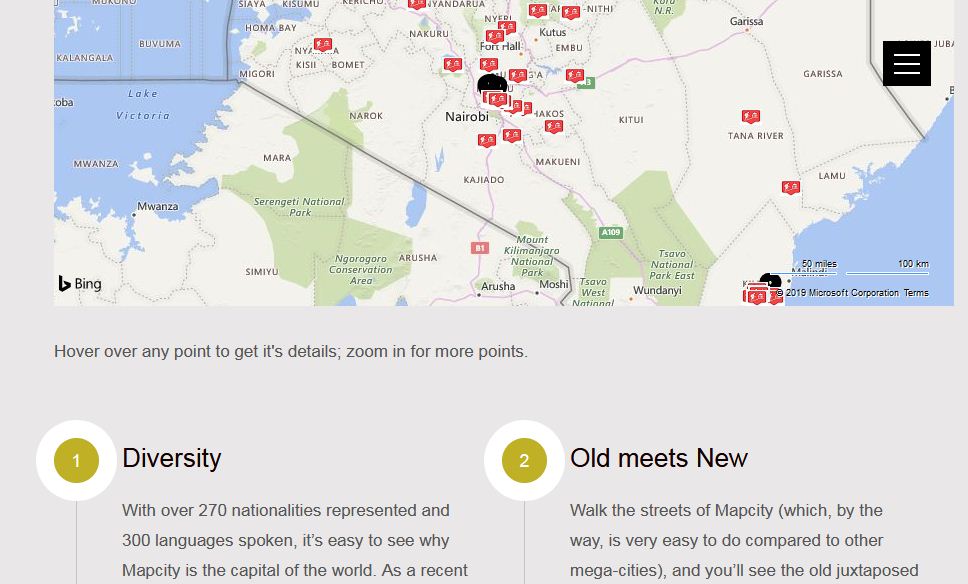 SIAYA KISUMU KERICHU NYANDARUA
NYERI
HOMA BAY
NAKURU
Kutus
Garissa
Fort Hall
EMBU
BUVUMA
KALANGALA
KISII BOMET
MIGORI
GARISSA
Lake
Victoria
NAROK
Nairobi
KITUI
TANA RIVER
MWANZA
MARA
MAKUENI
KAJIADO
LAMU
Mwanza
Serengeti National
Park
A109
B1
Mount
Kilimanjaro
National
Park
Ngorogoro
Conservation
Area
ARUSHA
Tsavo
National
Park East
SIMIYU
50 miles 100 km
Bing
Arusha
Moshi
Tsavo
West
National
Wundanyi
© 2019 Microsoft Corporation Terms
Hover over any point to get it's details; zoom in for more points.
1 Diversity
With over 270 nationalities represented and
300 languages spoken, it’s easy to see why
Mapcity is the capital of the world. As a recent
2 Old meets New
Walk the streets of Mapcity (which, by the
way, is very easy to do compared to other
mega-cities), and you’ll see the old juxtaposed